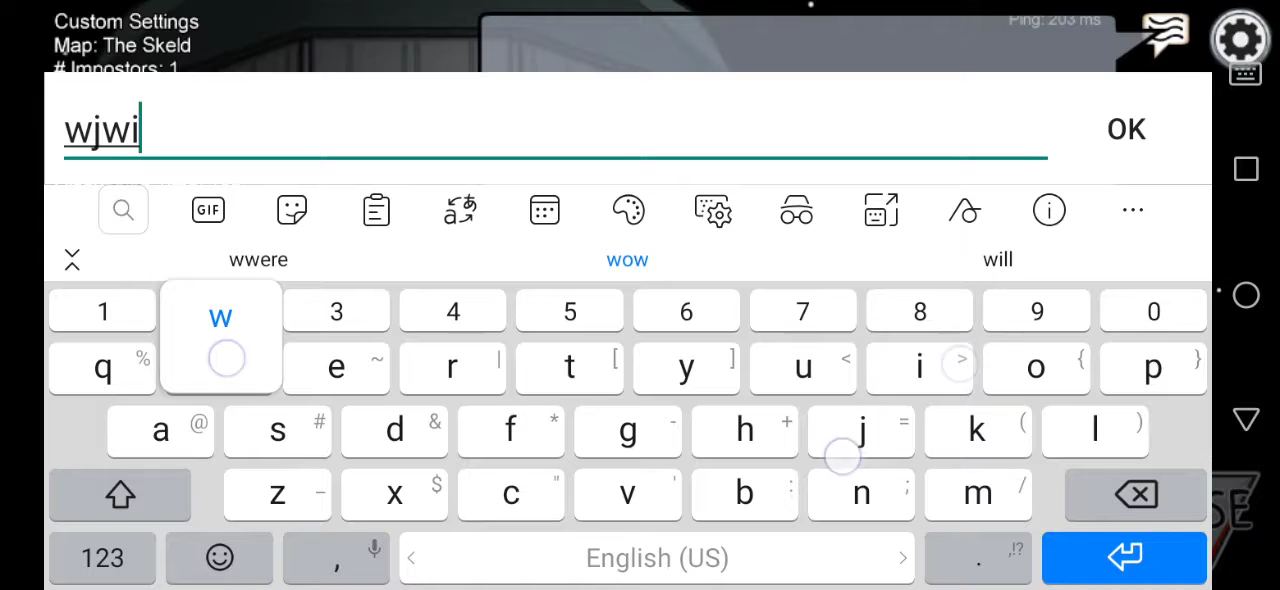 Custom Settings
Ping: 203 ms
Map: The Skeld
# Impostors: 1
wjwi
OK
GIF
wwere wow will
1 3 4 5 6 7 8 9 0
w
q % e ~ r | t [ y ] u < i > o { p }
a @ s # d & f * g - h + j = k ( l )
z _ x $ c " v ' b : n ; m /
123 , English (US) . ,!?